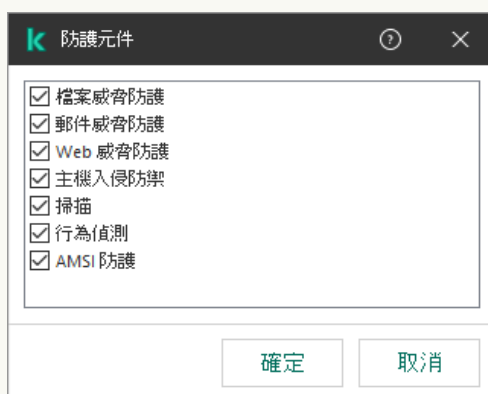 防護元件
檔案威脅防護
郵件威脅防護
Web 威脅防護
主機入侵防禦
掃描
行為偵測
AMSI 防護
確定
取消